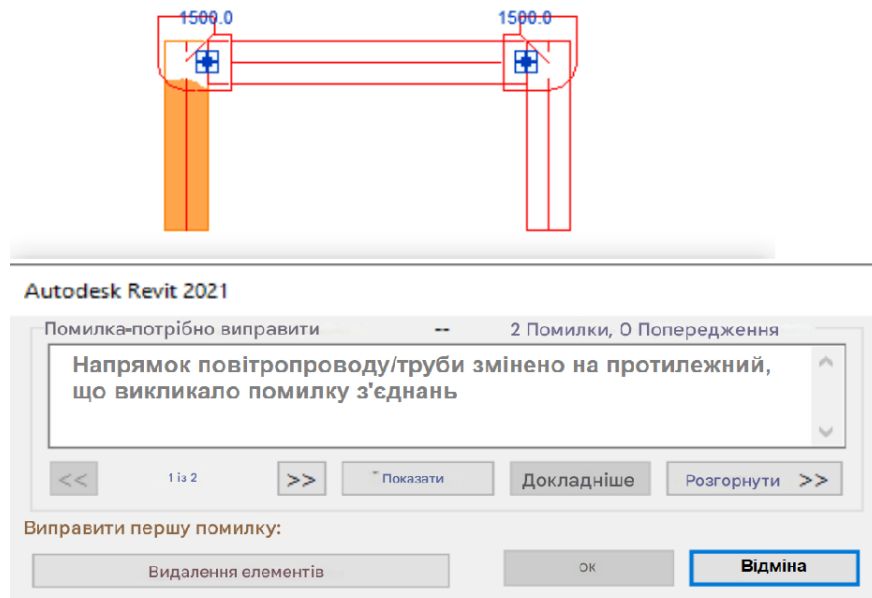 1500.0 1500.0
Autodesk Revit 2021
Помилка-потрібно виправити -- 2 Помилки, 0 Попередження
Напрямок повітропроводу/труби змінено на протилежний,
що викликало помилку з'єднань
<< 1 із 2 >> Показати Докладніше Розгорнути >>
Виправити першу помилку:
Видалення елементів ОК Відміна